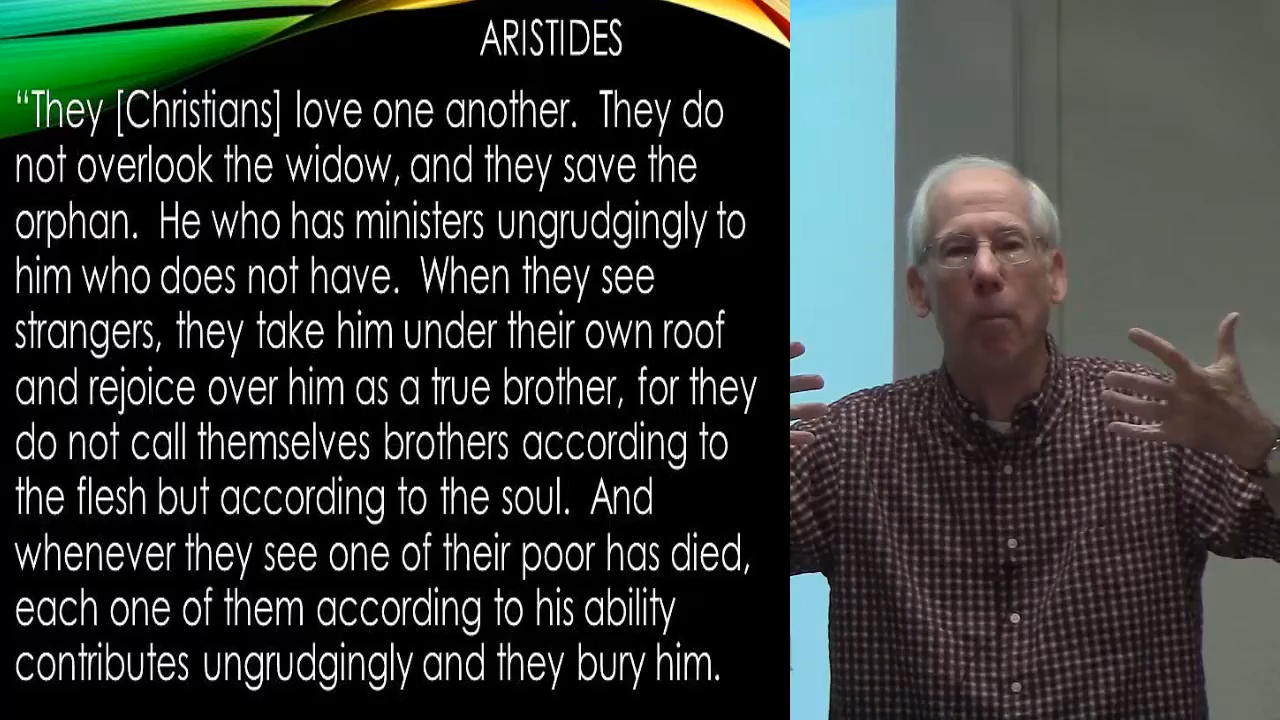 ARISTIDES
“They [Christians] love one another.  They do
not overlook the widow, and they save the
orphan.  He who has ministers ungrudgingly to
him who does not have.  When they see
strangers, they take him under their own roof
and rejoice over him as a true brother, for they
do not call themselves brothers according to
the flesh but according to the soul.  And
whenever they see one of their poor has died,
each one of them according to his ability
contributes ungrudgingly and they bury him.